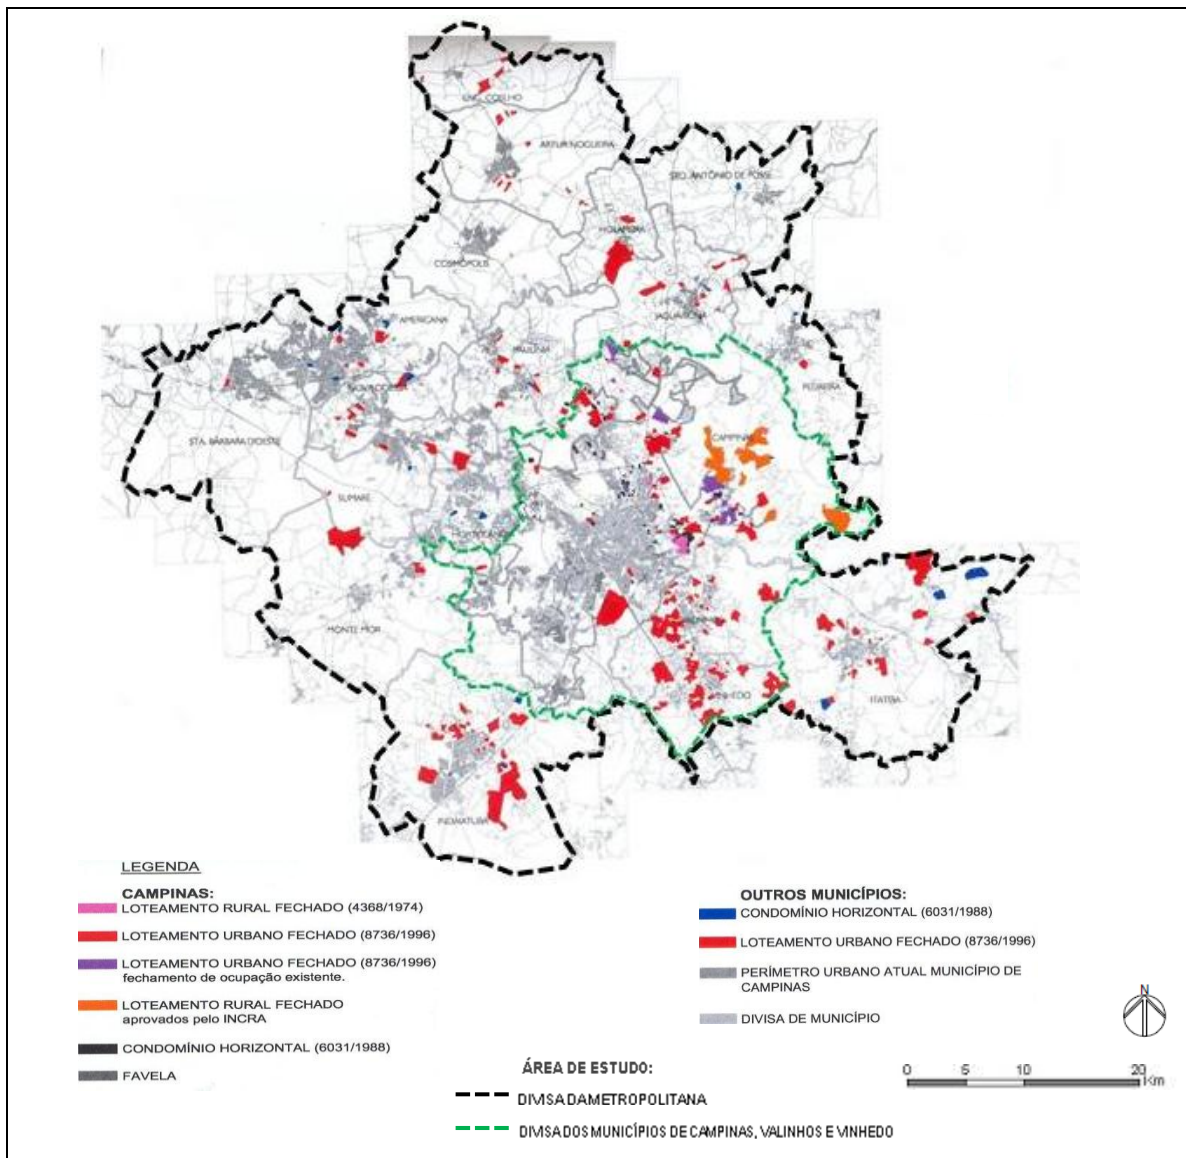 ENG. COELHO
ARTUR NOGUEIRA
STO. ANTÔNIO DE POSSE
HOLAMBRA
COSMÓPOLIS
JAGUARIÚNA
AMERICANA
PAULÍNIA
NOVA ODESSA
PEDREIRA
STA. BÁRBARA D'OESTE
CAMPINAS
SUMARÉ
HORTOLÂNDIA
MONTE MOR
ITATIBA
INDAIATUBA
LEGENDA
CAMPINAS:
LOTEAMENTO RURAL FECHADO (4368/1974)
LOTEAMENTO URBANO FECHADO (8736/1996)
LOTEAMENTO URBANO FECHADO (8736/1996)
fechamento de ocupação existente.
LOTEAMENTO RURAL FECHADO
aprovados pelo INCRA
CONDOMÍNIO HORIZONTAL (6031/1988)
FAVELA
OUTROS MUNICÍPIOS:
CONDOMÍNIO HORIZONTAL (6031/1988)
LOTEAMENTO URBANO FECHADO (8736/1996)
PERÍMETRO URBANO ATUAL MUNICÍPIO DE
CAMPINAS
DIVISA DE MUNICÍPIO
N
0 5 10 20
Km
ÁREA DE ESTUDO:
DIVISA DA METROPOLITANA
DIVISA DOS MUNICÍPIOS DE CAMPINAS, VALINHOS E VINHEDO